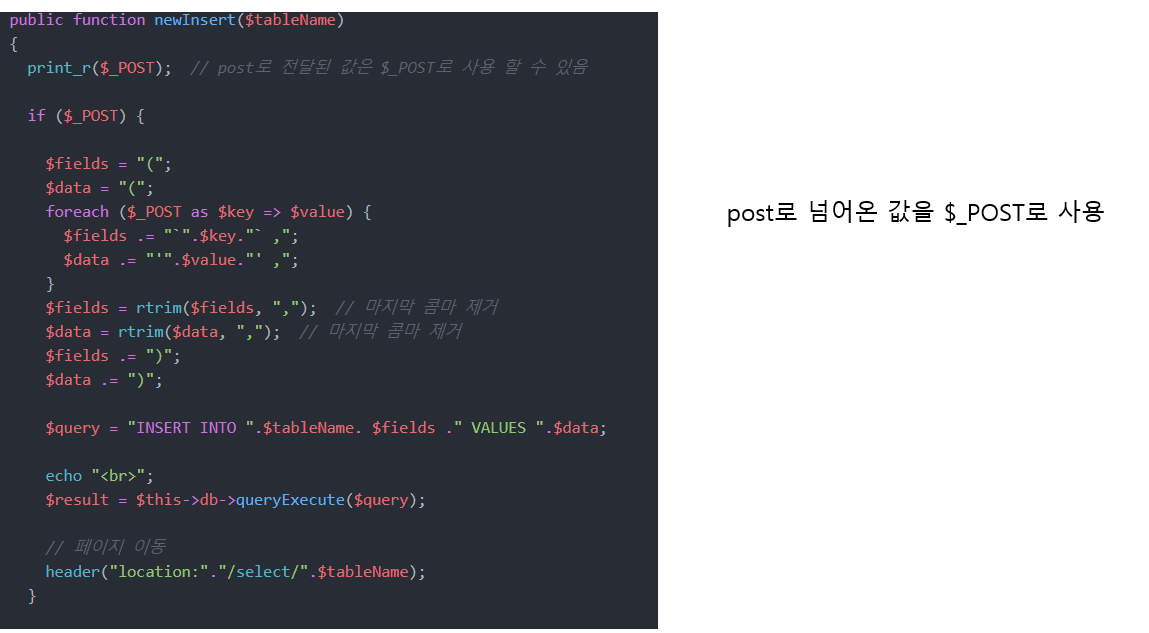 public function newInsert($tableName)
{
print_r($_POST);  // post로 전달된 값은 $_POST로 사용 할 수 있음
if ($_POST) {
$fields = "(";
$data = "(";
foreach ($_POST as $key => $value) {
$fields .= "`".$key."` ,";
$data .= "'".$value."' ,";
}
$fields = rtrim($fields, ",");  // 마지막 콤마 제거
$data = rtrim($data, ",");  // 마지막 콤마 제거
$fields .= ")";
$data .= ")";
$query = "INSERT INTO ".$tableName. $fields ." VALUES ".$data;
echo "<br>";
$result = $this->db->queryExecute($query);
// 페이지 이동
header("location:"."/select/".$tableName);
}
post로 넘어온 값을 $_POST로 사용